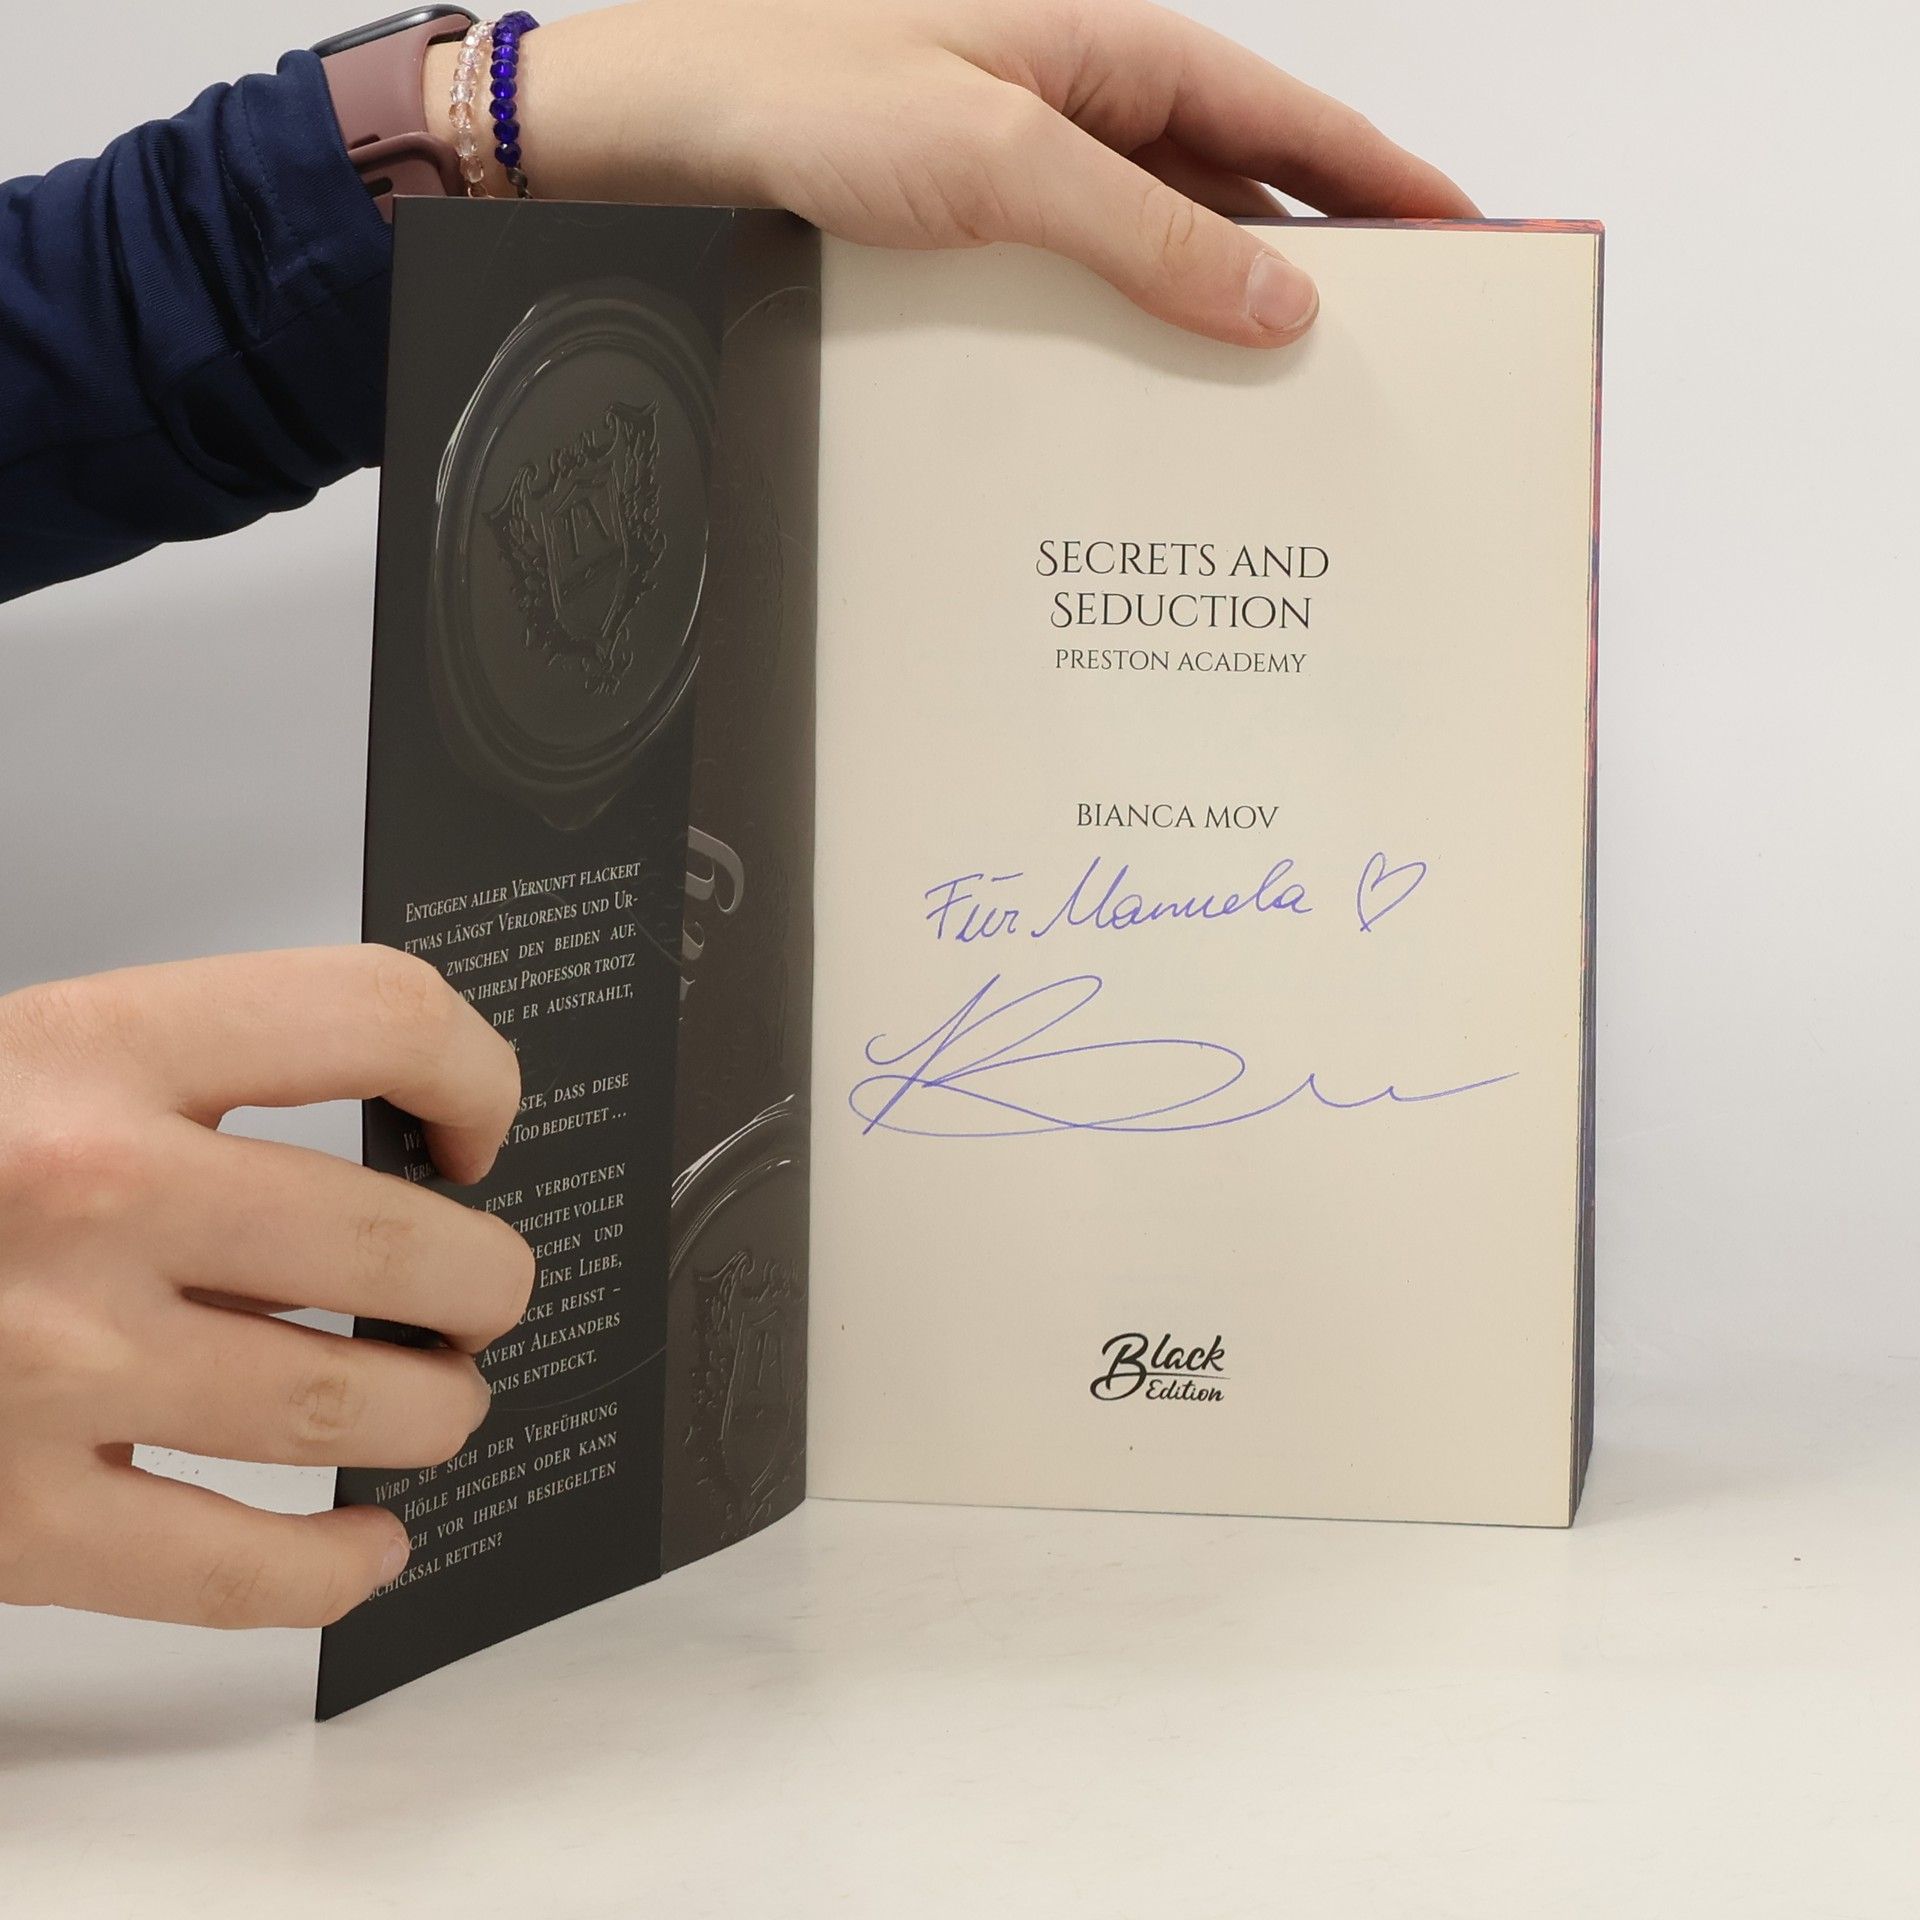 ENTGEGEN ALLER VERNUNFT FLACKERT
ETWAS LÄNGST VERLORENES UND UR-
ZWISCHEN DEN BEIDEN AUF.
IHREM PROFESSOR TROTZ
DIE ER AUSSTRAHLT,
DASS DIESE
TOD BEDEUTET ...
EINER VERBOTENEN
VOLLER
UND
EINE LIEBE,
REISST –
AVERY ALEXANDERS
ENTDECKT.
WIRD SIE SICH DER VERFÜHRUNG
HÖLLE HINGEBEN ODER KANN
VOR IHREM BESIEGELTEN
SCHICKSAL RETTEN?
SECRETS AND
SEDUCTION
PRESTON ACADEMY
BIANCA MOV
Für Manuela ♡
Black
Edition